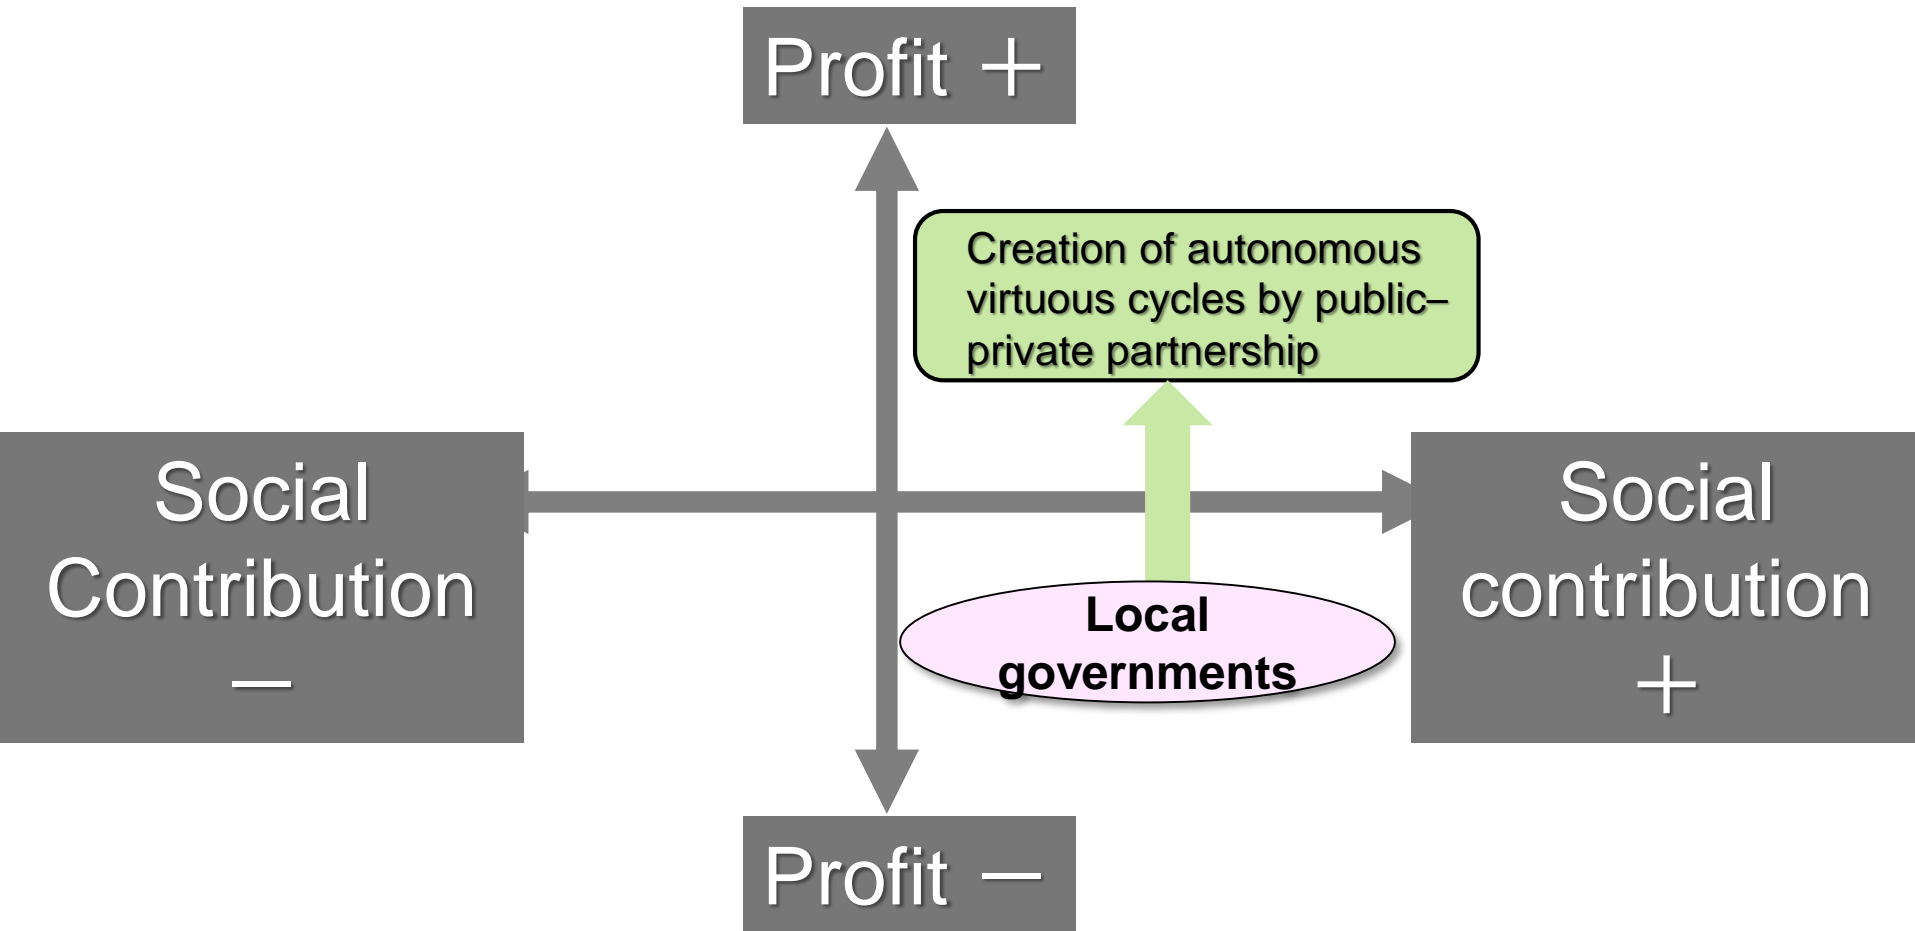 Profit ＋
Creation of autonomous
virtuous cycles by public–
private partnership
Social
Contribution
－
Social
contribution
＋
Local
governments
Profit －